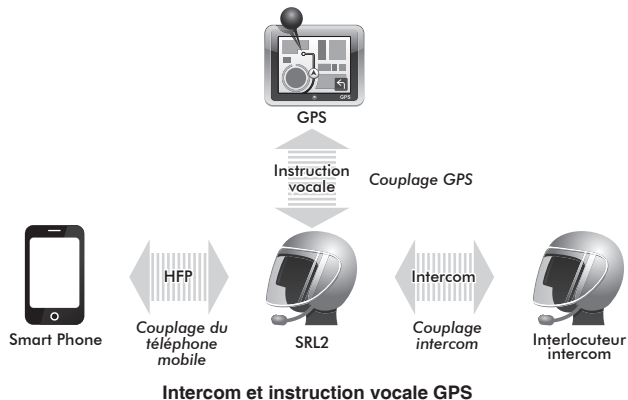 GPS
GPS
Instruction
vocale
Couplage GPS
HFP
Intercom
Smart Phone
Couplage du
téléphone
mobile
SRL2
Couplage
intercom
Interlocuteur
intercom
Intercom et instruction vocale GPS